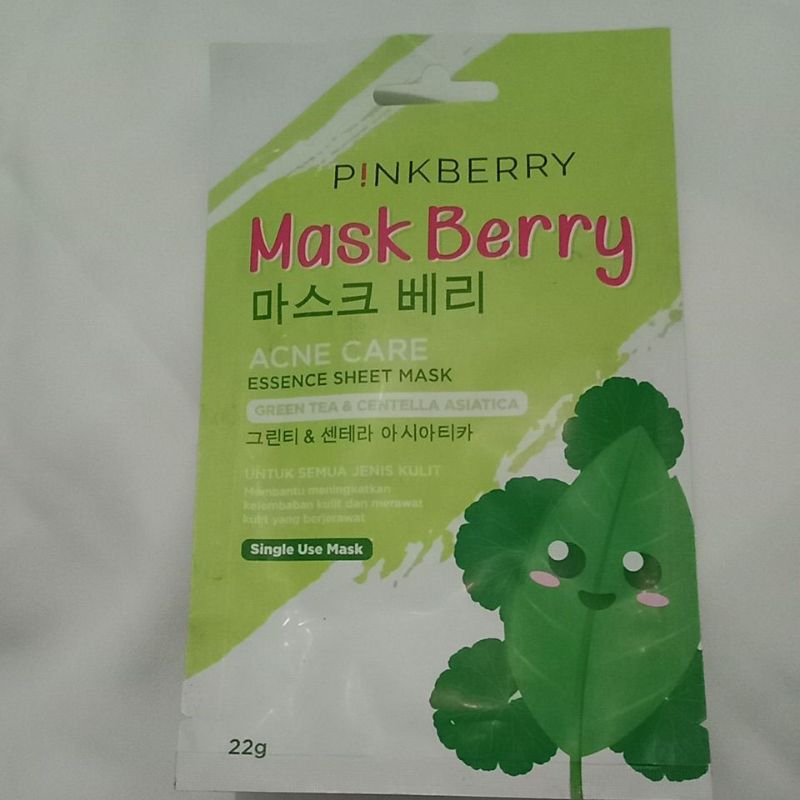 P!NKBERRY
Mask Berry
마스크 베리
ACNE CARE
ESSENCE SHEET MASK
GREEN TEA & CENTELLA ASIATICA
그린티 & 센테라 아시아티카
UNTUK SEMUA JENIS KULIT
Membantu meningkatkan
kelembaban kulit dan merawat
kulit yang berjerawat
Single Use Mask
22g